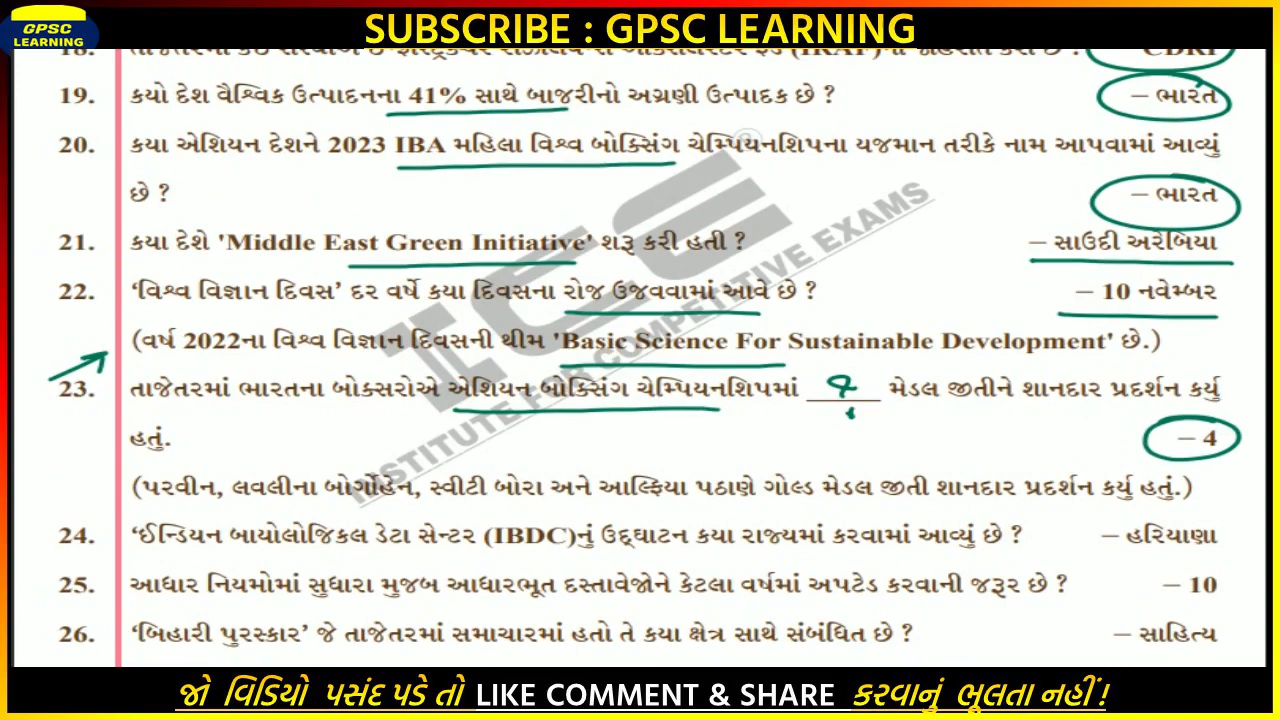 GPSC
LEARNING
SUBSCRIBE : GPSC LEARNING
18. (IRAF) CDRI
19. કયો દેશ વૈશ્વિક ઉત્પાદનના 41% સાથે બાજરીનો અગ્રણી ઉત્પાદક છે ? – ભારત
20. કયા એશિયન દેશને 2023 IBA મહિલા વિશ્વ બોક્સિંગ ચેમ્પિયનશિપના યજમાન તરીકે નામ આપવામાં આવ્યું
છે ? – ભારત
21. કયા દેશે 'Middle East Green Initiative' શરૂ કરી હતી ? – સાઉદી અરેબિયા
22. ‘વિશ્વ વિજ્ઞાન દિવસ’ દર વર્ષે કયા દિવસના રોજ ઉજવવામાં આવે છે ? – 10 નવેમ્બર
(વર્ષ 2022ના વિશ્વ વિજ્ઞાન દિવસની થીમ 'Basic Science For Sustainable Development' છે.)
23. તાજેતરમાં ભારતના બોક્સરોએ એશિયન બોક્સિંગ ચેમ્પિયનશિપમાં ____ મેડલ જીતીને શાનદાર પ્રદર્શન કર્યુ
હતું. – 4
(પરવીન, લવલીના બોર્ગોહેન, સ્વીટી બોરા અને આલ્ફિયા પઠાણે ગોલ્ડ મેડલ જીતી શાનદાર પ્રદર્શન કર્યુ હતું.)
24. ‘ઈન્ડિયન બાયોલોજિકલ ડેટા સેન્ટર (IBDC)નું ઉદ્ઘાટન કયા રાજ્યમાં કરવામાં આવ્યું છે ? – હરિયાણા
25. આધાર નિયમોમાં સુધારા મુજબ આધારભૂત દસ્તાવેજોને કેટલા વર્ષમાં અપટેડ કરવાની જરૂર છે ? – 10
26. ‘બિહારી પુરસ્કાર’ જે તાજેતરમાં સમાચારમાં હતો તે કયા ક્ષેત્ર સાથે સંબંધિત છે ? – સાહિત્ય
ICE
INSTITUTE FOR COMPETITIVE EXAMS
જો વિડિયો પસંદ પડે તો LIKE COMMENT & SHARE કરવાનું ભૂલતા નહીં!